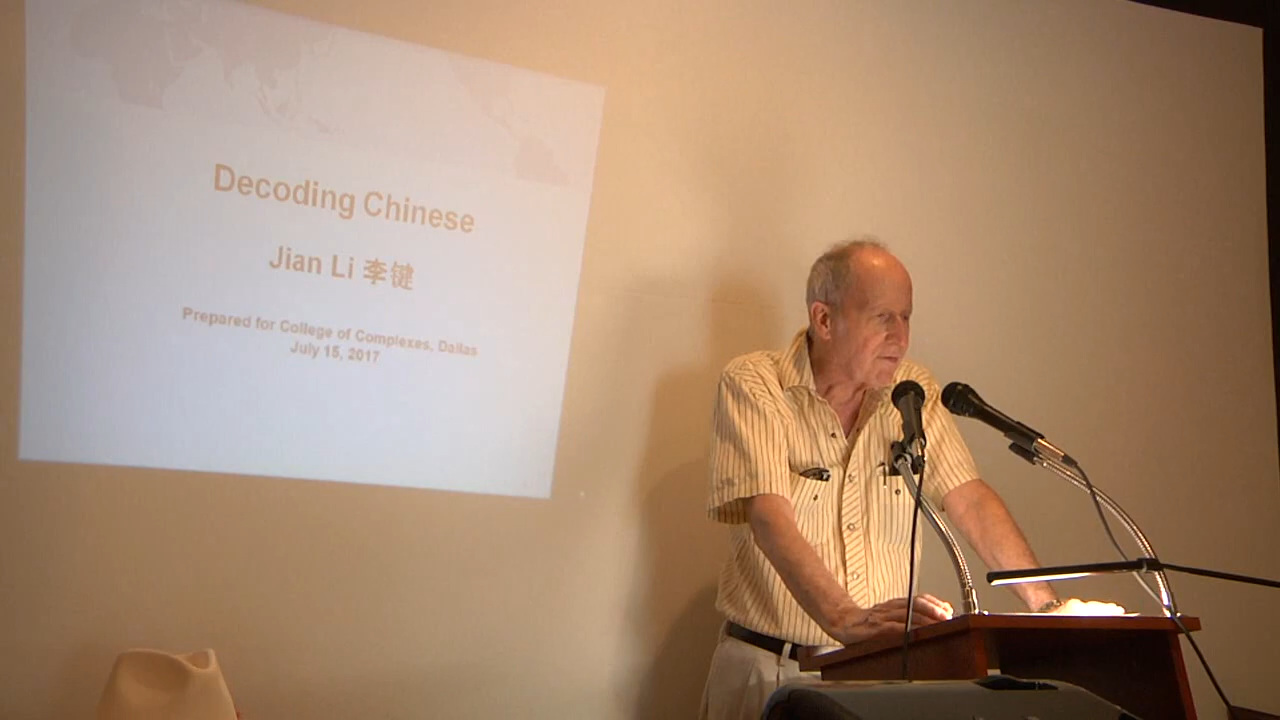 Decoding Chinese
Jian Li 李键
Prepared for College of Complexes, Dallas
July 15, 2017